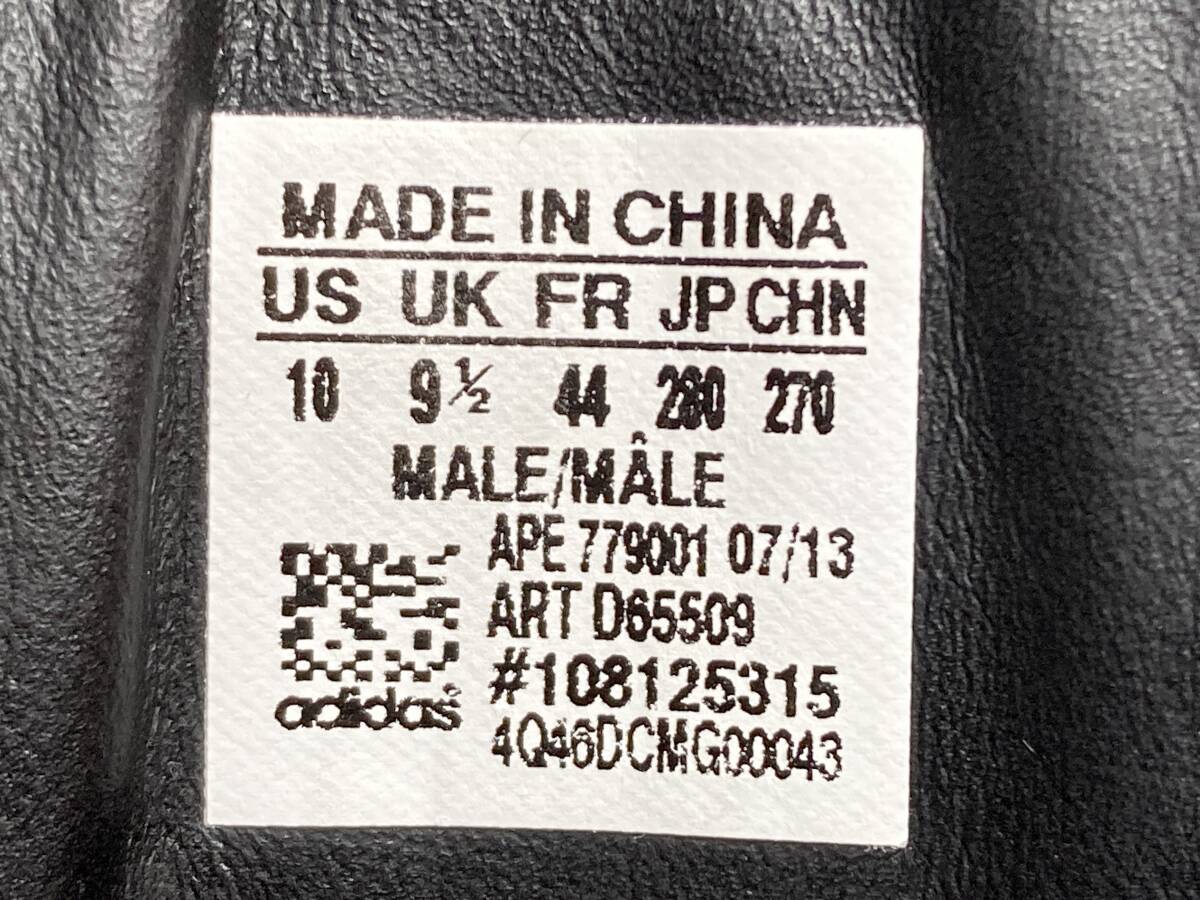 MADE IN CHINA
US UK FR JP CHN
10 9½ 44 280 270
MALE/MÂLE
APE 779001 07/13
ART D65509
#108125315
adidas
4Q46DCMG00043